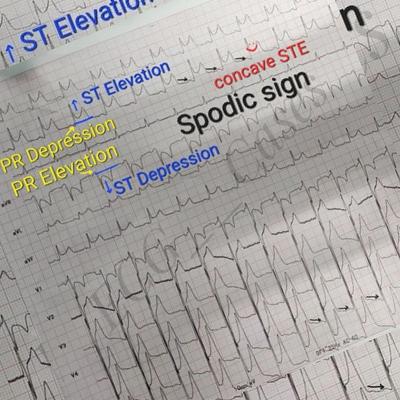 n
↑ ST Elevation
↑ ST Elevation
concave STE
Spodic sign
PR Depression
PR Elevation
↓ST Depression
aVR
aVL
aVF
V1
V2
V3
V4